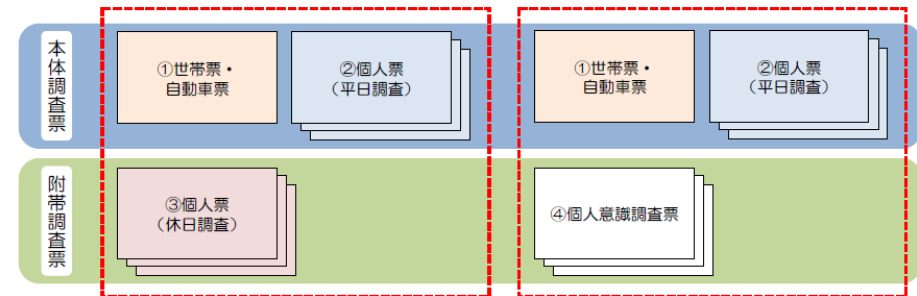 本体調査票
①世帯票・
自動車票
②個人票
（平日調査）
①世帯票・
自動車票
②個人票
（平日調査）
附帯調査票
③個人票
（休日調査）
④個人意識調査票